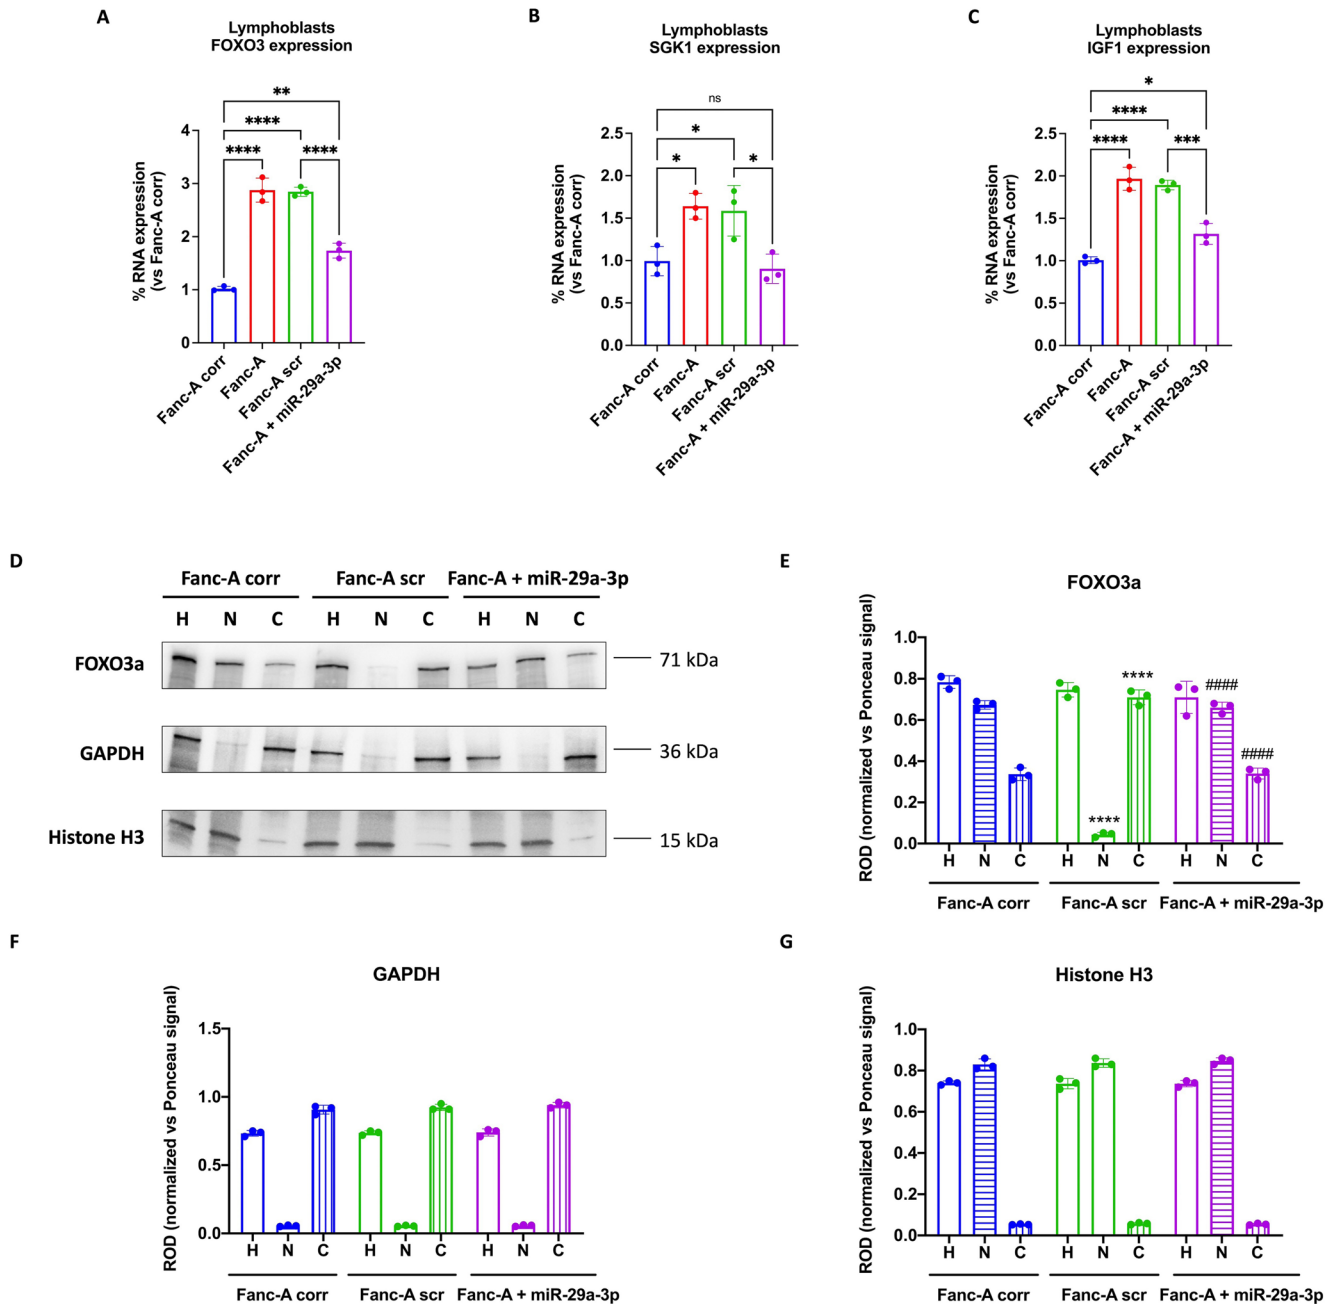 A
Lymphoblasts
FOXO3 expression
% RNA expression
(vs Fanc-A corr)
4
3
2
1
0
**
****
**** ****
Fanc-A corr
Fanc-A
Fanc-A scr
Fanc-A + miR-29a-3p
B
Lymphoblasts
SGK1 expression
% RNA expression
(vs Fanc-A corr)
2.5
2.0
1.5
1.0
0.5
0.0
ns
*
* *
Fanc-A corr
Fanc-A
Fanc-A scr
Fanc-A + miR-29a-3p
C
Lymphoblasts
IGF1 expression
% RNA expression
(vs Fanc-A corr)
2.5
2.0
1.5
1.0
0.5
0.0
*
****
**** ***
Fanc-A corr
Fanc-A
Fanc-A scr
Fanc-A + miR-29a-3p
D
Fanc-A corr Fanc-A scr Fanc-A + miR-29a-3p
H N C H N C H N C
FOXO3a 71 kDa
GAPDH 36 kDa
Histone H3 15 kDa
E
FOXO3a
ROD (normalized vs Ponceau signal)
1.0
0.8
0.6
0.4
0.2
0.0
****
****
####
####
H N C H N C H N C
Fanc-A corr Fanc-A scr Fanc-A + miR-29a-3p
F
GAPDH
ROD (normalized vs Ponceau signal)
1.5
1.0
0.5
0.0
H N C H N C H N C
Fanc-A corr Fanc-A scr Fanc-A + miR-29a-3p
G
Histone H3
ROD (normalized vs Ponceau signal)
1.0
0.8
0.6
0.4
0.2
0.0
H N C H N C H N C
Fanc-A corr Fanc-A scr Fanc-A + miR-29a-3p